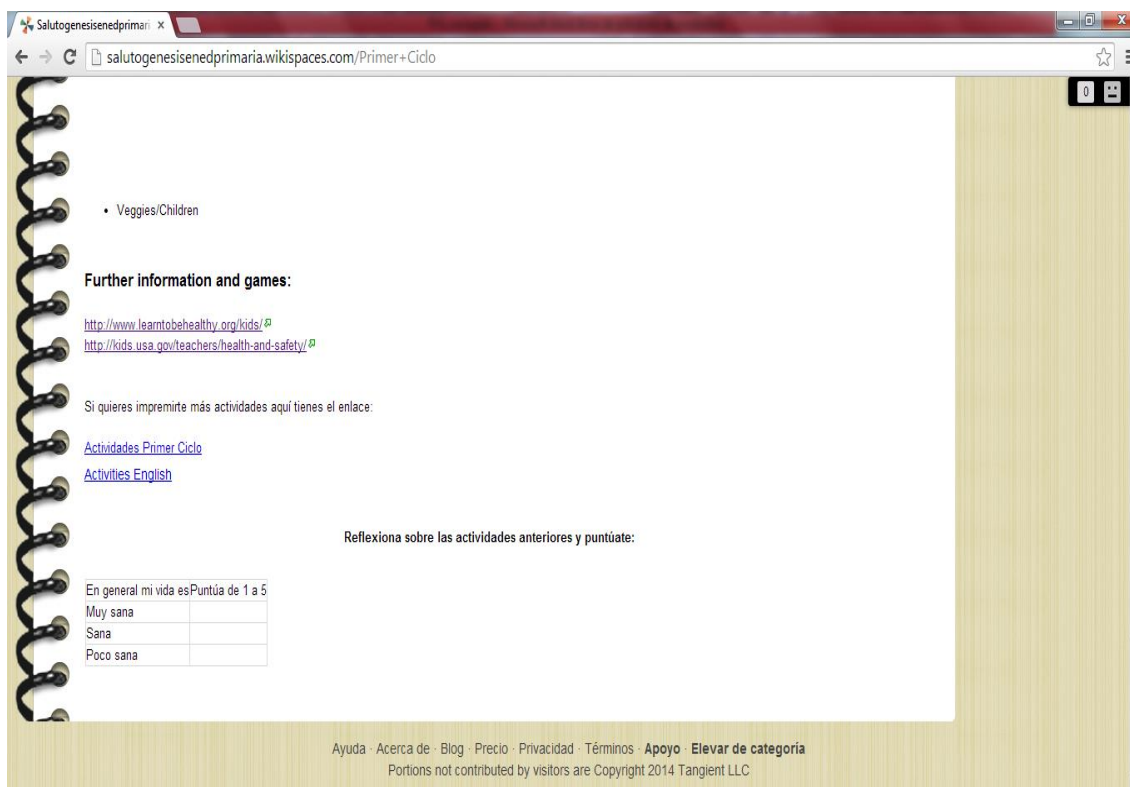 Salutogenesisenedprimari
salutogenesisenedprimaria.wikispaces.com/Primer+Ciclo
0
• Veggies/Children
Further information and games:
http://www.learntobehealthy.org/kids/
http://kids.usa.gov/teachers/health-and-safety/
Si quieres imprimirte más actividades aquí tienes el enlace:
Actividades Primer Ciclo
Activities English
Reflexiona sobre las actividades anteriores y puntúate:
En general mi vida es Puntúa de 1 a 5
Muy sana
Sana
Poco sana
Ayuda · Acerca de · Blog · Precio · Privacidad · Términos · Apoyo · Elevar de categoría
Portions not contributed by visitors are Copyright 2014 Tangient LLC